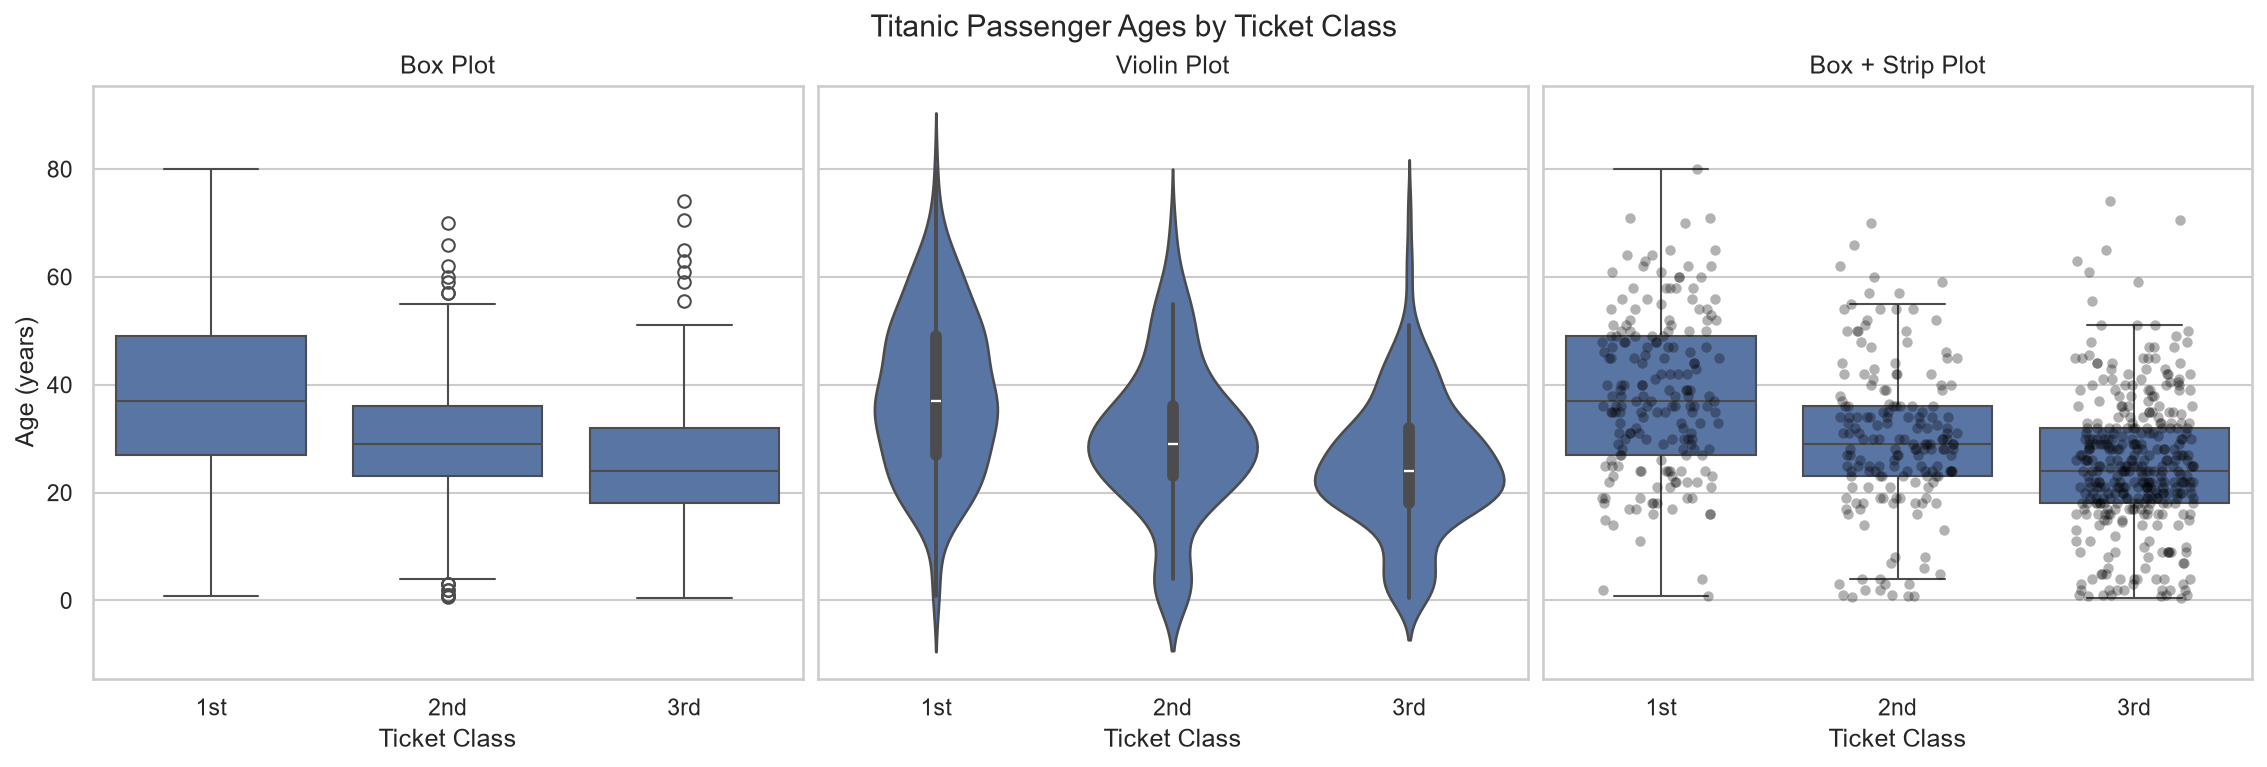 Titanic Passenger Ages by Ticket Class
Box Plot
Violin Plot
Box + Strip Plot
Age (years)
80
60
40
20
0
1st 2nd 3rd
Ticket Class
1st 2nd 3rd
Ticket Class
1st 2nd 3rd
Ticket Class